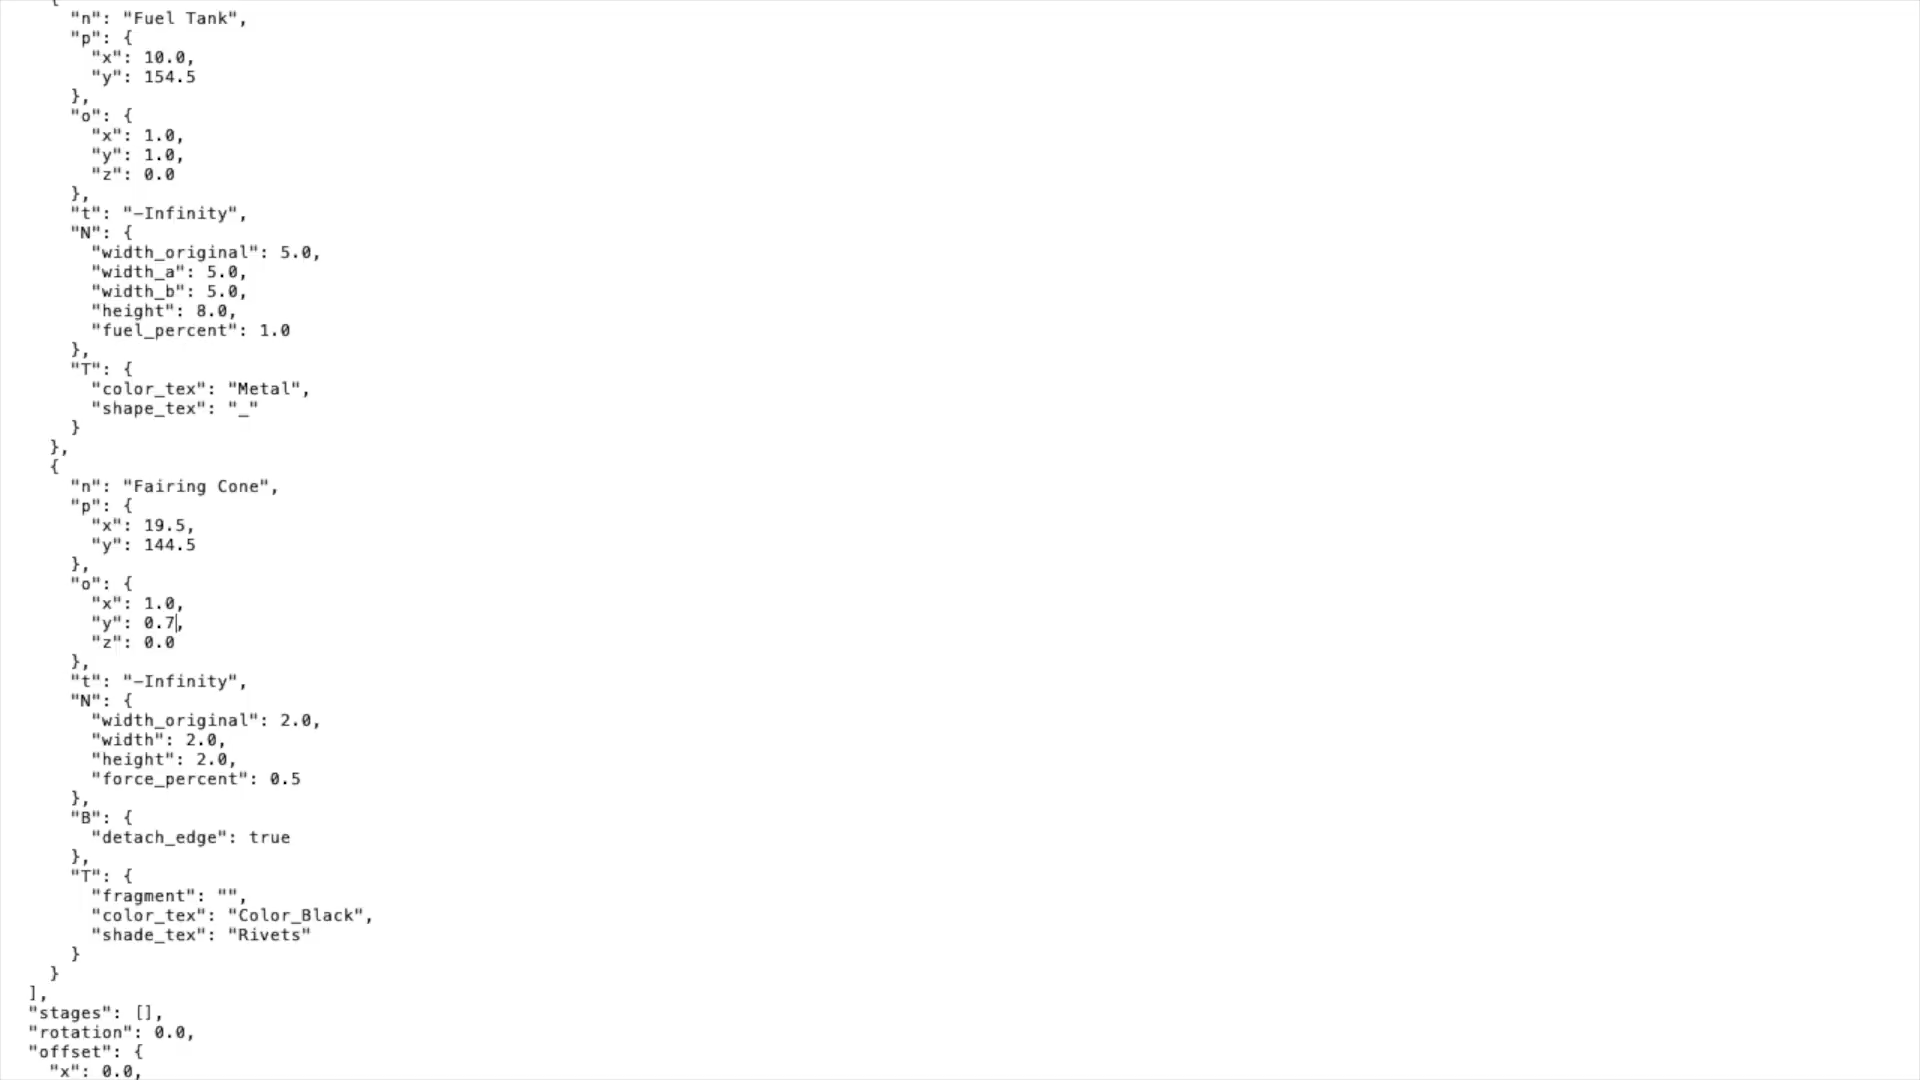 {
"n": "Fuel Tank",
"p": {
"x": 10.0,
"y": 154.5
},
"o": {
"x": 1.0,
"y": 1.0,
"z": 0.0
},
"t": "-Infinity",
"N": {
"width_original": 5.0,
"width_a": 5.0,
"width_b": 5.0,
"height": 8.0,
"fuel_percent": 1.0
},
"T": {
"color_tex": "Metal",
"shape_tex": "_"
}
},
{
"n": "Fairing Cone",
"p": {
"x": 19.5,
"y": 144.5
},
"o": {
"x": 1.0,
"y": 0.7,
"z": 0.0
},
"t": "-Infinity",
"N": {
"width_original": 2.0,
"width": 2.0,
"height": 2.0,
"force_percent": 0.5
},
"B": {
"detach_edge": true
},
"T": {
"fragment": "",
"color_tex": "Color_Black",
"shade_tex": "Rivets"
}
}
],
"stages": [],
"rotation": 0.0,
"offset": {
"x": 0.0,